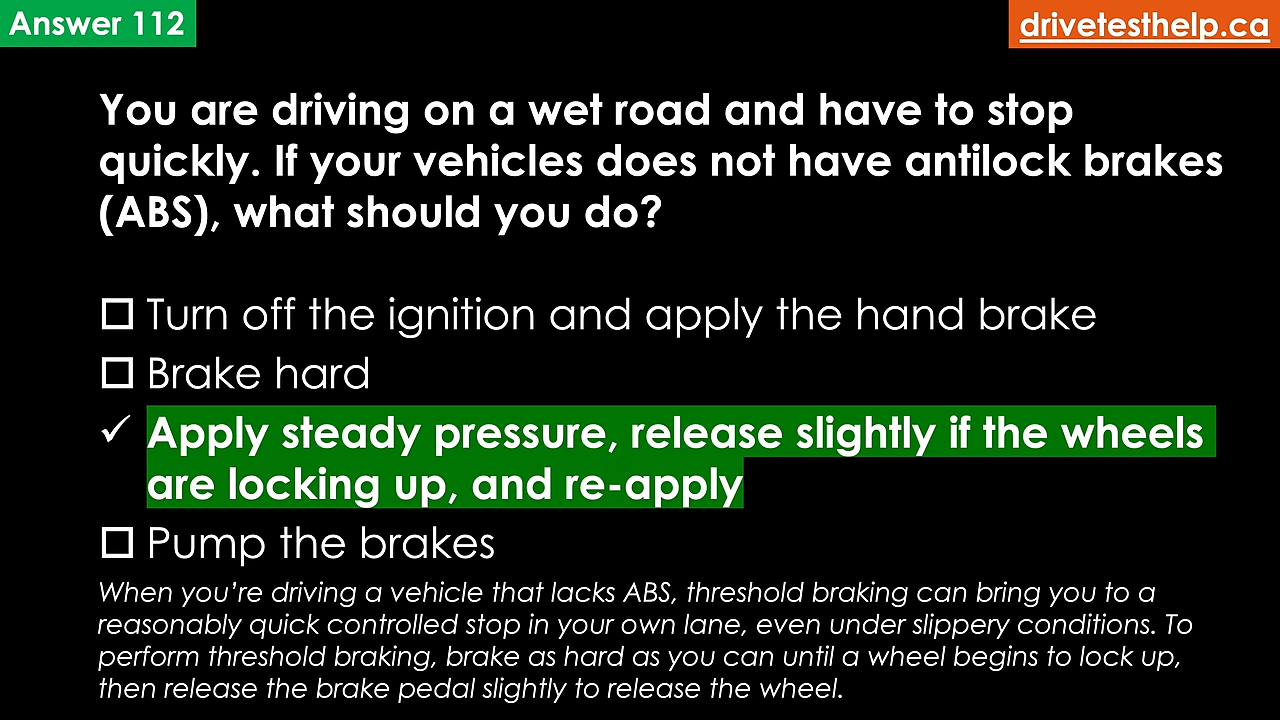 Answer 112
drivetesthelp.ca
You are driving on a wet road and have to stop
quickly. If your vehicles does not have antilock brakes
(ABS), what should you do?
☐ Turn off the ignition and apply the hand brake
☐ Brake hard
✓ Apply steady pressure, release slightly if the wheels
are locking up, and re-apply
☐ Pump the brakes
When you’re driving a vehicle that lacks ABS, threshold braking can bring you to a
reasonably quick controlled stop in your own lane, even under slippery conditions. To
perform threshold braking, brake as hard as you can until a wheel begins to lock up,
then release the brake pedal slightly to release the wheel.